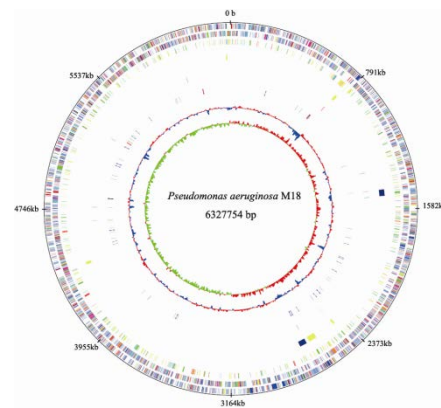 0 b
791kb
1582kb
2373kb
3164kb
3955kb
4746kb
5537kb
Pseudomonas aeruginosa M18
6327754 bp